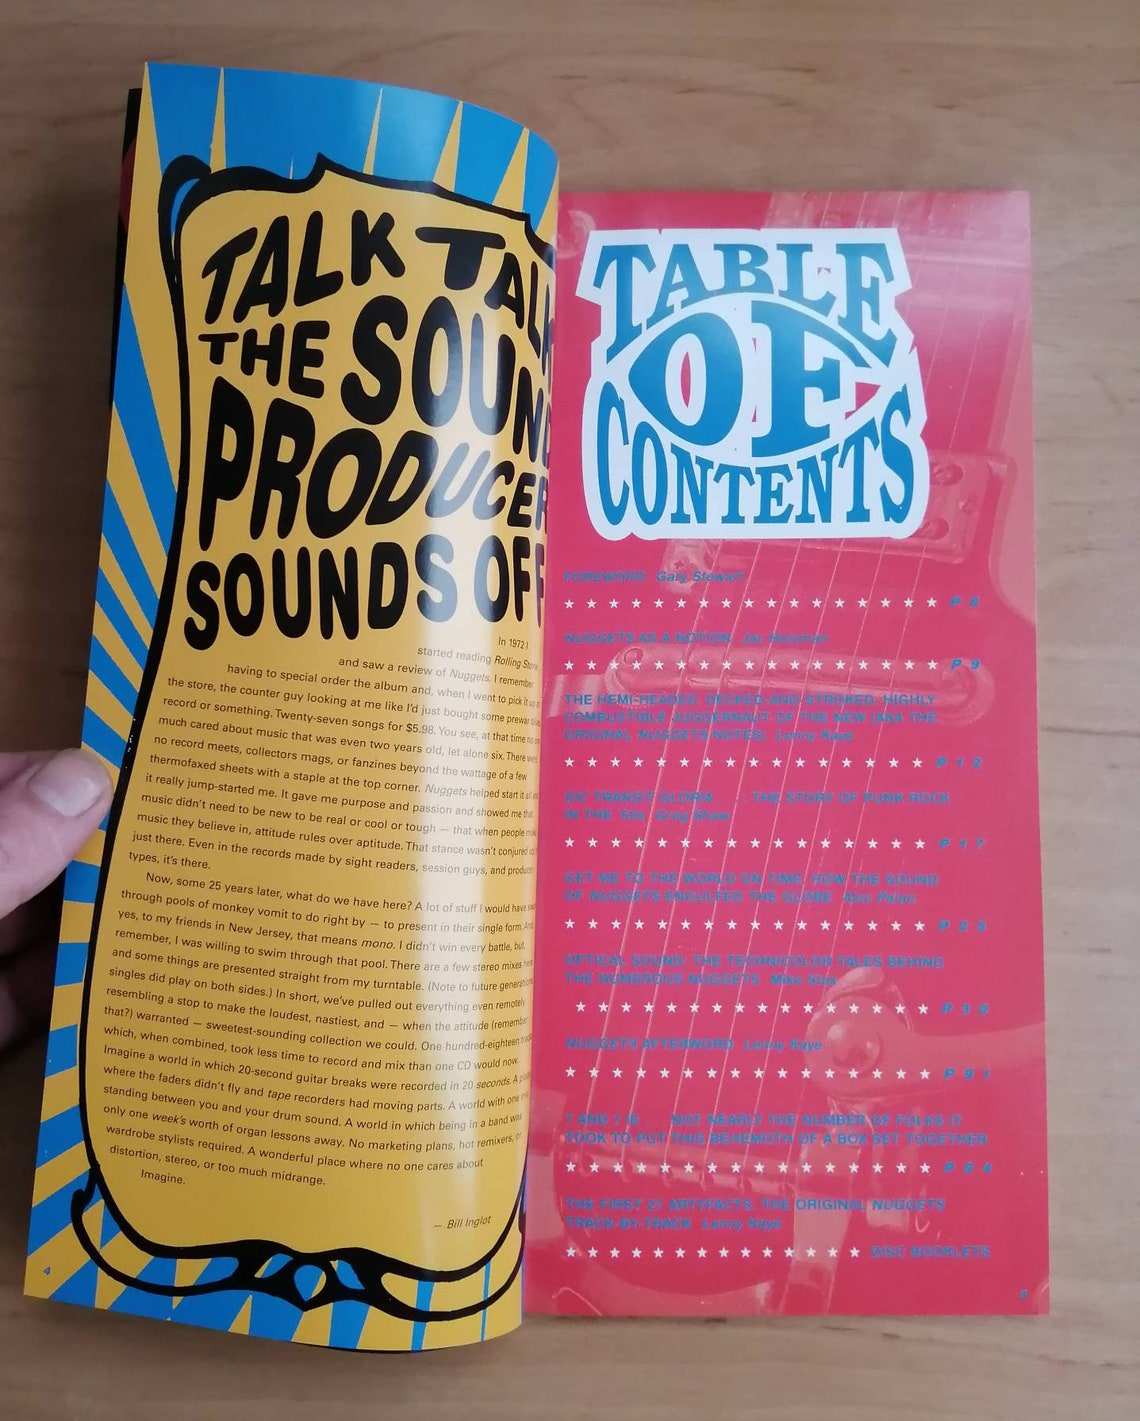 TALK TALK
THE SOUND
PRODUCER
SOUNDS OFF
In 1972 I
started reading Rolling Stone
and saw a review of Nuggets. I remember
having to special order the album and, when I went to pick it up at
the store, the counter guy looking at me like I'd just bought some prewar blues
record or something. Twenty-seven songs for $5.98. You see, at that time no one
much cared about music that was even two years old, let alone six. There were
no record meets, collectors mags, or fanzines beyond the wattage of a few
thermofaxed sheets with a staple at the top corner. Nuggets helped start it all and
it really jump-started me. It gave me purpose and passion and showed me that
music didn't need to be new to be real or cool or tough — that when people make
music they believe in, attitude rules over aptitude. That stance wasn't conjured up
just there. Even in the records made by sight readers, session guys, and producer
types, it's there.
Now, some 25 years later, what do we have here? A lot of stuff I would have
through pools of monkey vomit to do right by — to present in their single form. And
yes, to my friends in New Jersey, that means mono. I didn't win every battle, but,
remember, I was willing to swim through that pool. There are a few stereo mixes here
and some things are presented straight from my turntable. (Note to future generations
singles did play on both sides.) In short, we've pulled out everything even remotely
resembling a stop to make the loudest, nastiest, and — when the attitude (remember
that?) warranted — sweetest-sounding collection we could. One hundred-eighteen tracks
which, when combined, took less time to record and mix than one CD would now.
Imagine a world in which 20-second guitar breaks were recorded in 20 seconds. A
where the faders didn't fly and tape recorders had moving parts. A world with one mic
standing between you and your drum sound. A world in which being in a band was
only one week's worth of organ lessons away. No marketing plans, hot remixers, or
wardrobe stylists required. A wonderful place where no one cares about
distortion, stereo, or too much midrange.
Imagine.
— Bill Inglot
4
TABLE
OF
CONTENTS
FOREWORD Gary Stewart
★ ★ ★ ★ ★ ★ ★ ★ ★ ★ ★ ★ ★ ★ ★ ★ ★ P 6
NUGGETS AS A NOTION Jac Holzman
★ ★ ★ ★ ★ ★ ★ ★ ★ ★ ★ ★ ★ ★ ★ ★ ★ P 9
THE HEMI-HEADED, DECKED-AND-STROKED, HIGHLY
COMBUSTIBLE JUGGERNAUT OF THE NEW (AKA THE
ORIGINAL NUGGETS NOTES) Lenny Kaye
★ ★ ★ ★ ★ ★ ★ ★ ★ ★ ★ ★ ★ ★ ★ ★ ★ P 12
SIC TRANSIT GLORIA . . . THE STORY OF PUNK ROCK
IN THE '60s Greg Shaw
★ ★ ★ ★ ★ ★ ★ ★ ★ ★ ★ ★ ★ ★ ★ ★ ★ P 17
GET ME TO THE WORLD ON TIME: HOW THE SOUND
OF NUGGETS ENGULFED THE GLOBE Alec Palao
★ ★ ★ ★ ★ ★ ★ ★ ★ ★ ★ ★ ★ ★ ★ ★ ★ P
OPTICAL SOUND: THE TECHNICOLOR TALES BEHIND
THE NUMEROUS NUGGETS Mike Stax
★ ★ ★ ★ ★ ★ ★ ★ ★ ★ ★ ★ ★ ★ ★ ★ P
NUGGETS AFTERWORD Lenny Kaye
★ ★ ★ ★ ★ ★ ★ ★ ★ ★ ★ ★ ★ ★ ★ ★ ★ P 91
? AND ? IS . . . NOT NEARLY THE NUMBER OF FOLKS IT
TOOK TO PUT THIS BEHEMOTH OF A BOX SET TOGETHER
★ ★ ★ ★ ★ ★ ★ ★ ★ ★ ★ ★ ★ ★ ★ ★ ★ P 94
THE FIRST 27 ARTYFACTS: THE ORIGINAL NUGGETS
TRACK-BY-TRACK Lenny Kaye
★ ★ ★ ★ ★ ★ ★ ★ ★ ★ ★ ★ ★ ★ DISC BOOKLETS
5